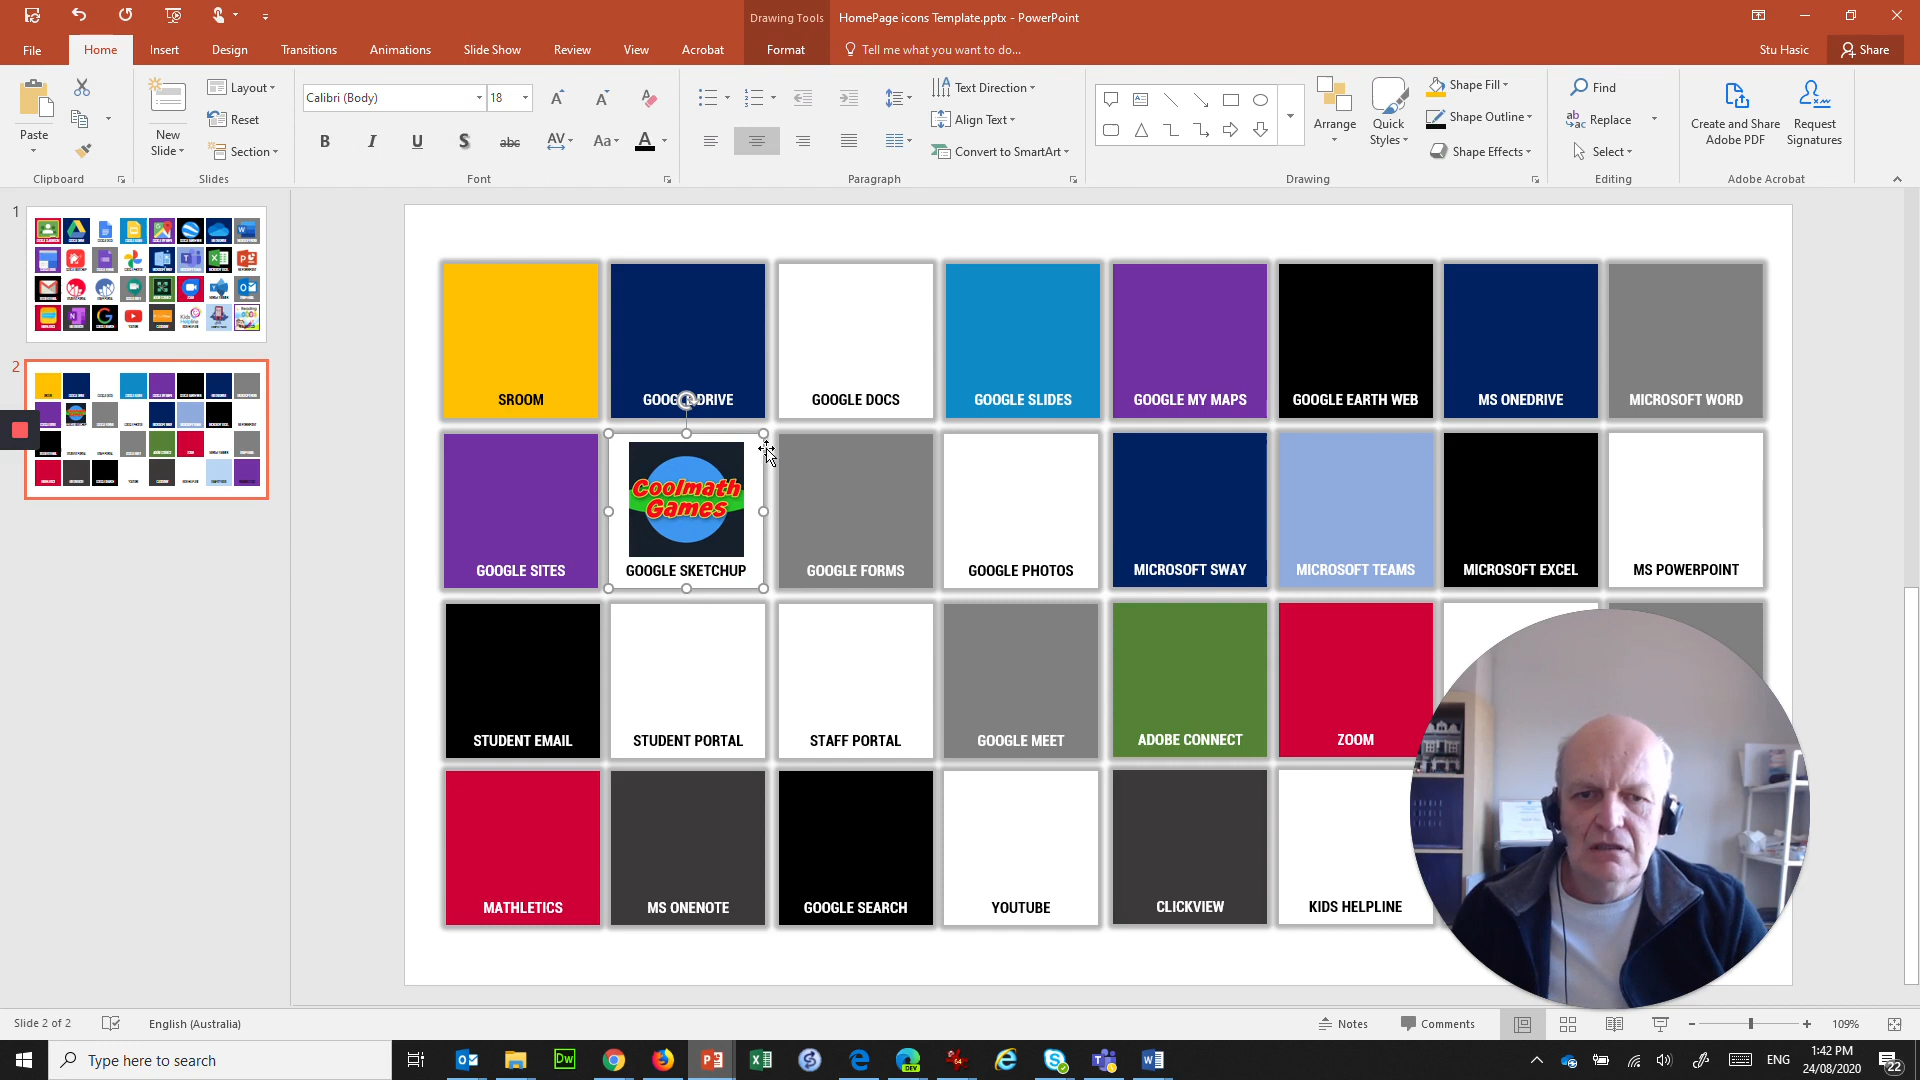 Drawing Tools
HomePage icons Template.pptx - PowerPoint
File
Home
Insert
Design
Transitions
Animations
Slide Show
Review
View
Acrobat
Format
Tell me what you want to do...
Stu Hasic
Share
Paste
New Slide
Layout
Reset
Section
Calibri (Body)
18
Text Direction
Align Text
Convert to SmartArt
Arrange
Quick Styles
Shape Fill
Shape Outline
Shape Effects
Find
Replace
Select
Create and Share Adobe PDF
Request Signatures
Clipboard
Slides
Font
Paragraph
Drawing
Editing
Adobe Acrobat
1
2
SROOM
GOOGLE DOCS
GOOGLE SLIDES
GOOGLE MY MAPS
GOOGLE EARTH WEB
MS ONEDRIVE
MICROSOFT WORD
GOOGLE SITES
Coolmath
Games
GOOGLE SKETCHUP
GOOGLE FORMS
GOOGLE PHOTOS
MICROSOFT SWAY
MICROSOFT TEAMS
MICROSOFT EXCEL
MS POWERPOINT
STUDENT EMAIL
STUDENT PORTAL
STAFF PORTAL
GOOGLE MEET
ADOBE CONNECT
ZOOM
MATHLETICS
MS ONENOTE
GOOGLE SEARCH
YOUTUBE
CLICKVIEW
KIDS HELPLINE
Slide 2 of 2
English (Australia)
Notes
Comments
109%
Type here to search
ENG
1:42 PM
24/08/2020
22